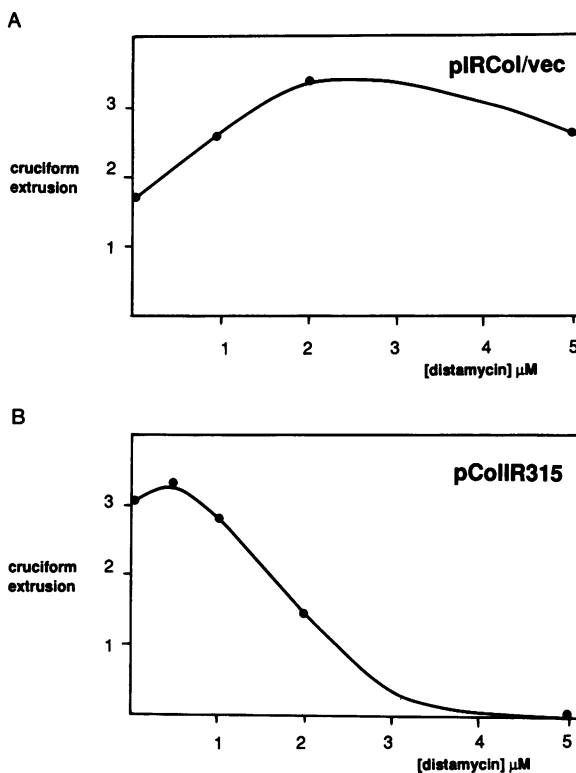 A
pIRCol/vec
3
cruciform
extrusion
2
1
1 2 3 4 5
[distamycin] μM
B
pColIR315
3
cruciform
extrusion
2
1
1 2 3 4 5
[distamycin] μM